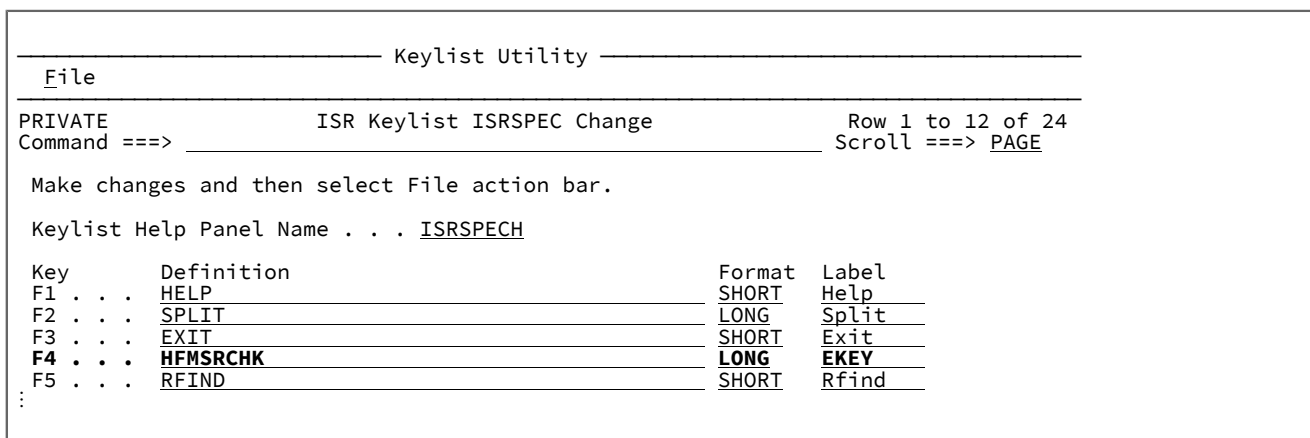 Keylist Utility
File
PRIVATE ISR Keylist ISRSPEC Change Row 1 to 12 of 24
Command ===> Scroll ===> PAGE
Make changes and then select File action bar.
Keylist Help Panel Name . . . ISRSPECH
Key Definition Format Label
F1 . . . HELP SHORT Help
F2 . . . SPLIT LONG Split
F3 . . . EXIT SHORT Exit
F4 . . . HFMSRCHK LONG EKEY
F5 . . . RFIND SHORT Rfind
⋮